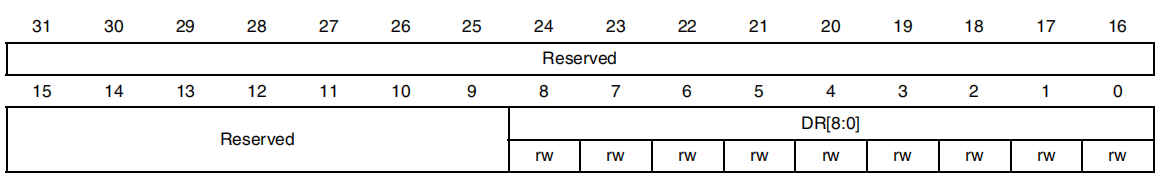 31 30 29 28 27 26 25 24 23 22 21 20 19 18 17 16
Reserved
15 14 13 12 11 10 9 8 7 6 5 4 3 2 1 0
Reserved DR[8:0]
rw rw rw rw rw rw rw rw rw